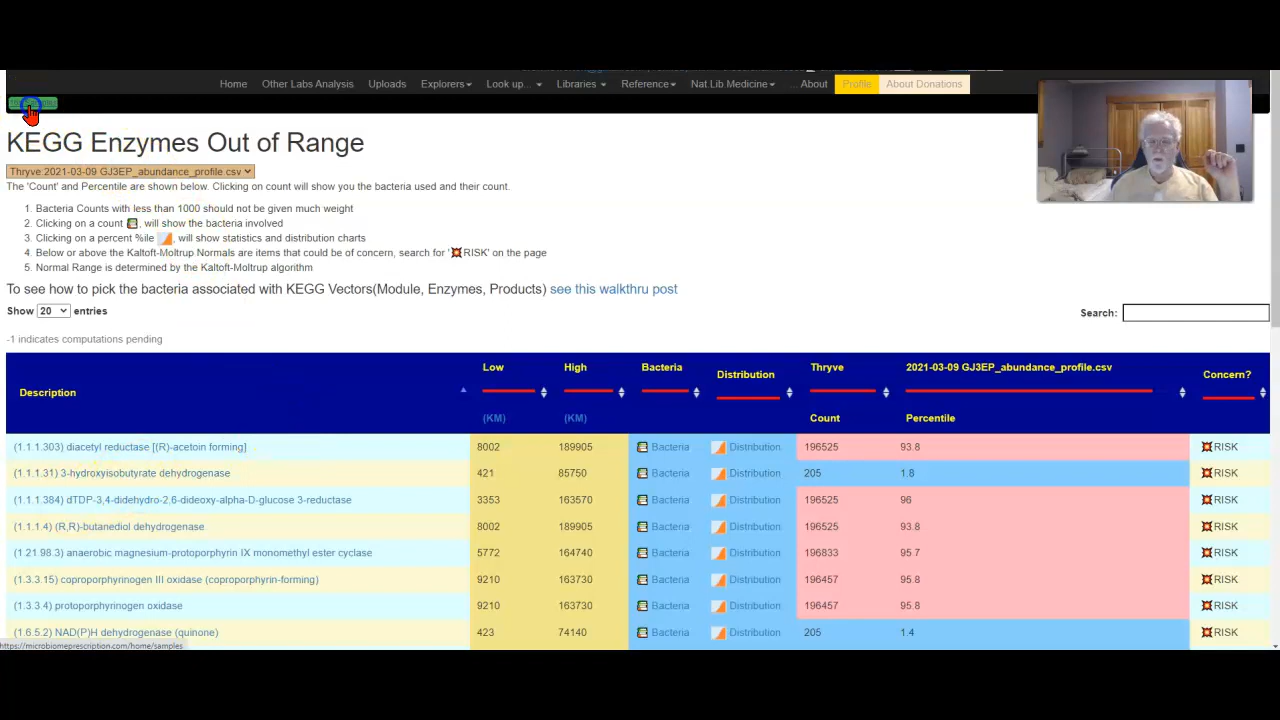 Home Other Labs Analysis Uploads Explorers Look up... Libraries Reference Nat.Lib.Medicine ... About Profile About Donations
KEGG Enzymes Out of Range
Thryve:2021-03-09 GJ3EP_abundance_profile.csv
The 'Count' and Percentile are shown below. Clicking on count will show you the bacteria used and their count.
1. Bacteria Counts with less than 1000 should not be given much weight
2. Clicking on a count , will show the bacteria involved
3. Clicking on a percent %ile , will show statistics and distribution charts
4. Below or above the Kaltoft-Moltrup Normals are items that could be of concern, search for 'RISK' on the page
5. Normal Range is determined by the Kaltoft-Moltrup algorithm
To see how to pick the bacteria associated with KEGG Vectors(Module, Enzymes, Products) see this walkthru post
Show 20 entries Search:
-1 indicates computations pending
Description Low (KM) High (KM) Bacteria Distribution Thryve Count 2021-03-09 GJ3EP_abundance_profile.csv Percentile Concern?
(1.1.1.303) diacetyl reductase [(R)-acetoin forming] 8002 189905 Bacteria Distribution 196525 93.8 RISK
(1.1.1.31) 3-hydroxyisobutyrate dehydrogenase 421 85750 Bacteria Distribution 205 1.8 RISK
(1.1.1.384) dTDP-3,4-didehydro-2,6-dideoxy-alpha-D-glucose 3-reductase 3353 163570 Bacteria Distribution 196525 96 RISK
(1.1.1.4) (R,R)-butanediol dehydrogenase 8002 189905 Bacteria Distribution 196525 93.8 RISK
(1.21.98.3) anaerobic magnesium-protoporphyrin IX monomethyl ester cyclase 5772 164740 Bacteria Distribution 196833 95.7 RISK
(1.3.3.15) coproporphyrinogen III oxidase (coproporphyrin-forming) 9210 163730 Bacteria Distribution 196457 95.8 RISK
(1.3.3.4) protoporphyrinogen oxidase 9210 163730 Bacteria Distribution 196457 95.8 RISK
(1.6.5.2) NAD(P)H dehydrogenase (quinone) 423 74140 Bacteria Distribution 205 1.4 RISK
https://microbiomeprescription.com/home/samples